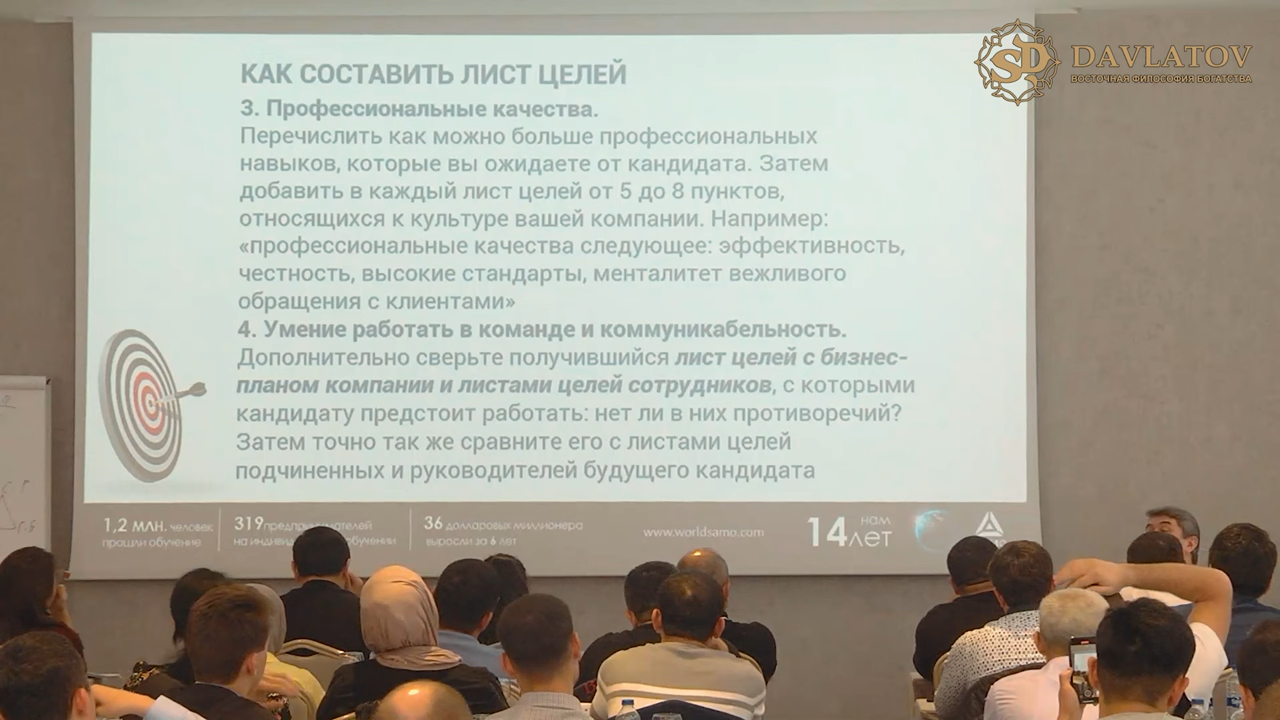 DAVLATOV
ВОСТОЧНАЯ ФИЛОСОФИЯ БОГАТСТВА
КАК СОСТАВИТЬ ЛИСТ ЦЕЛЕЙ
3. Профессиональные качества.
Перечислить как можно больше профессиональных
навыков, которые вы ожидаете от кандидата. Затем
добавить в каждый лист целей от 5 до 8 пунктов,
относящихся к культуре вашей компании. Например:
«профессиональные качества следующее: эффективность,
честность, высокие стандарты, менталитет вежливого
обращения с клиентами»
4. Умение работать в команде и коммуникабельность.
Дополнительно сверьте получившийся лист целей с бизнес-
планом компании и листами целей сотрудников, с которыми
кандидату предстоит работать: нет ли в них противоречий?
Затем точно так же сравните его с листами целей
подчиненных и руководителей будущего кандидата
1,2 МЛН. человек
прошли обучение
319 предпринимателей
на обучении
36 долларовых миллионера
выросли за 6 лет
www.worldsamo.com
14 нам
лет